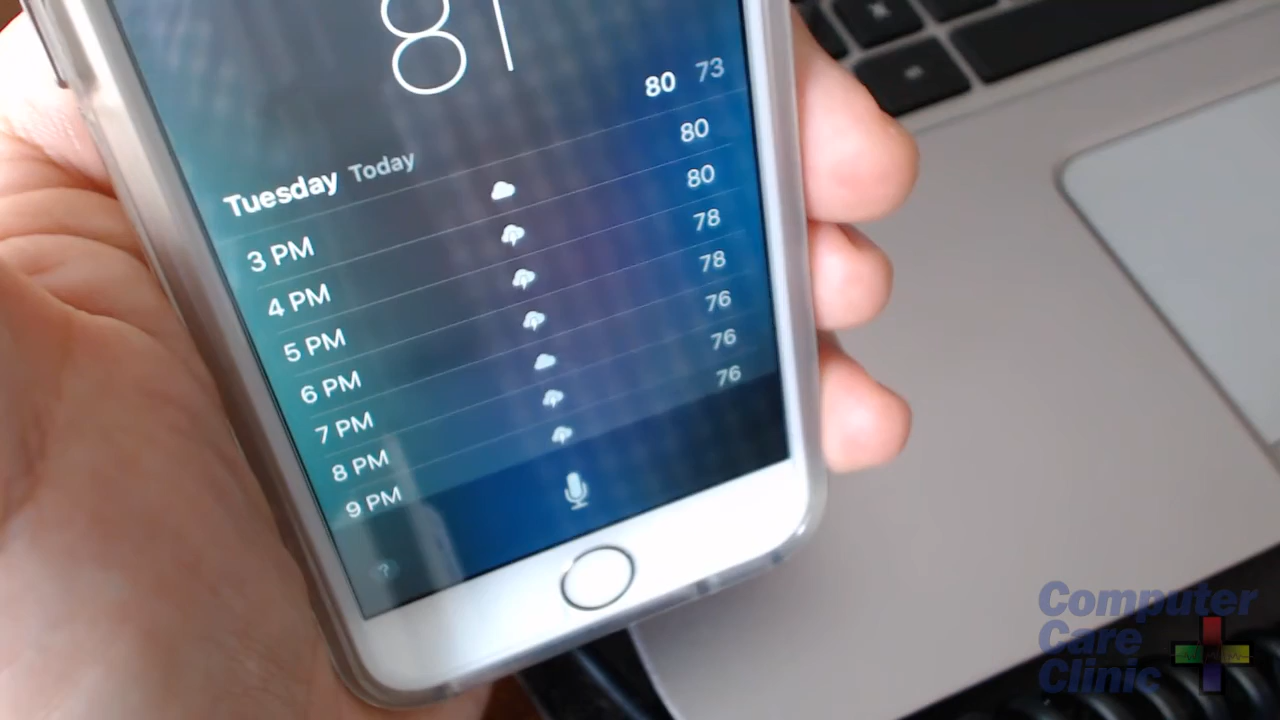 81
Tuesday Today 80 73
3 PM 80
4 PM 80
5 PM 78
6 PM 78
7 PM 76
8 PM 76
9 PM 76
?
Computer
Care
Clinic